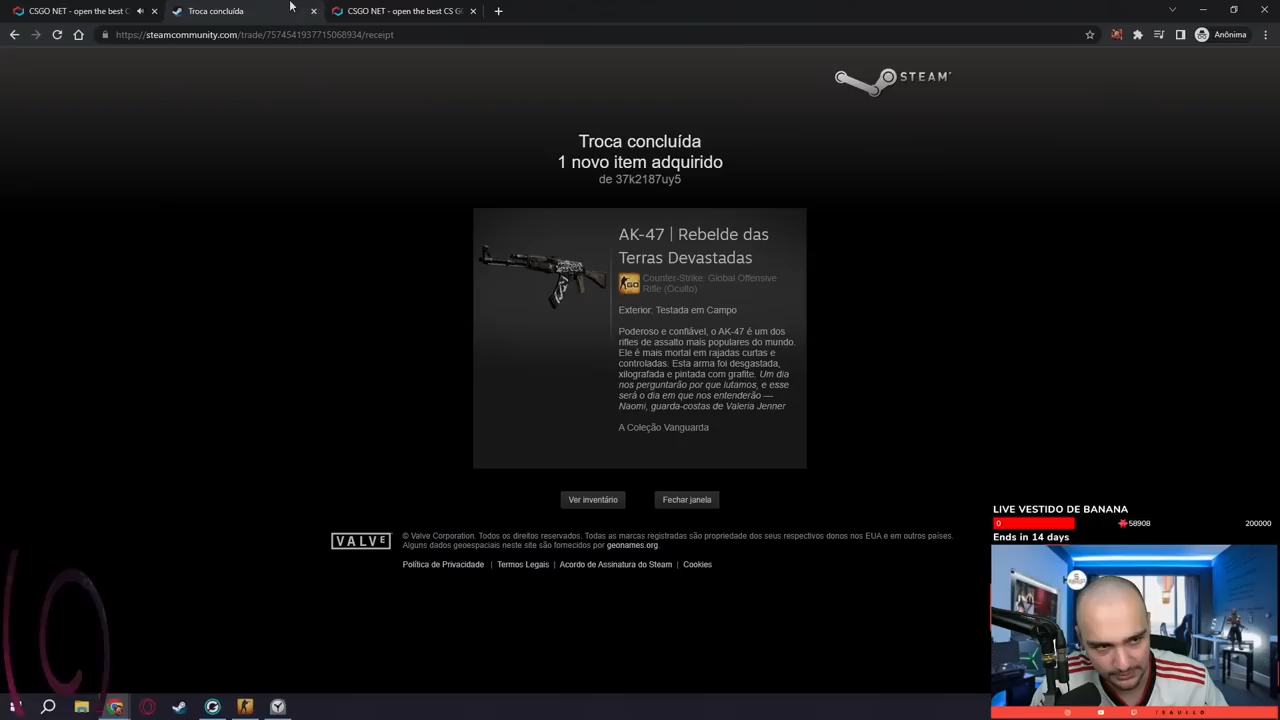 CSGO NET - open the best C
Troca concluída
CSGO NET - open the best CS G
https://steamcommunity.com/trade/7574541937715068934/receipt
Anônima
STEAM
Troca concluída
1 novo item adquirido
de 37k2187uy5
AK-47 | Rebelde das
Terras Devastadas
Counter-Strike: Global Offensive
Rifle (Oculto)
Exterior: Testada em Campo
Poderoso e confiável, o AK-47 é um dos
rifles de assalto mais populares do mundo.
Ele é mais mortal em rajadas curtas e
controladas. Esta arma foi desgastada,
xilografada e pintada com grafite. Um dia
nos perguntarão por que lutamos, e esse
será o dia em que nos entenderão —
Naomi, guarda-costas de Valeria Jenner
A Coleção Vanguarda
Ver inventário
Fechar janela
VALVE
© Valve Corporation. Todos os direitos reservados. Todas as marcas registradas são propriedade dos seus respectivos donos nos EUA e em outros países.
Alguns dados geoespaciais neste site são fornecidos por geonames.org.
Política de Privacidade | Termos Legais | Acordo de Assinatura do Steam | Cookies
LIVE VESTIDO DE BANANA
0 58908 200000
Ends in 14 days